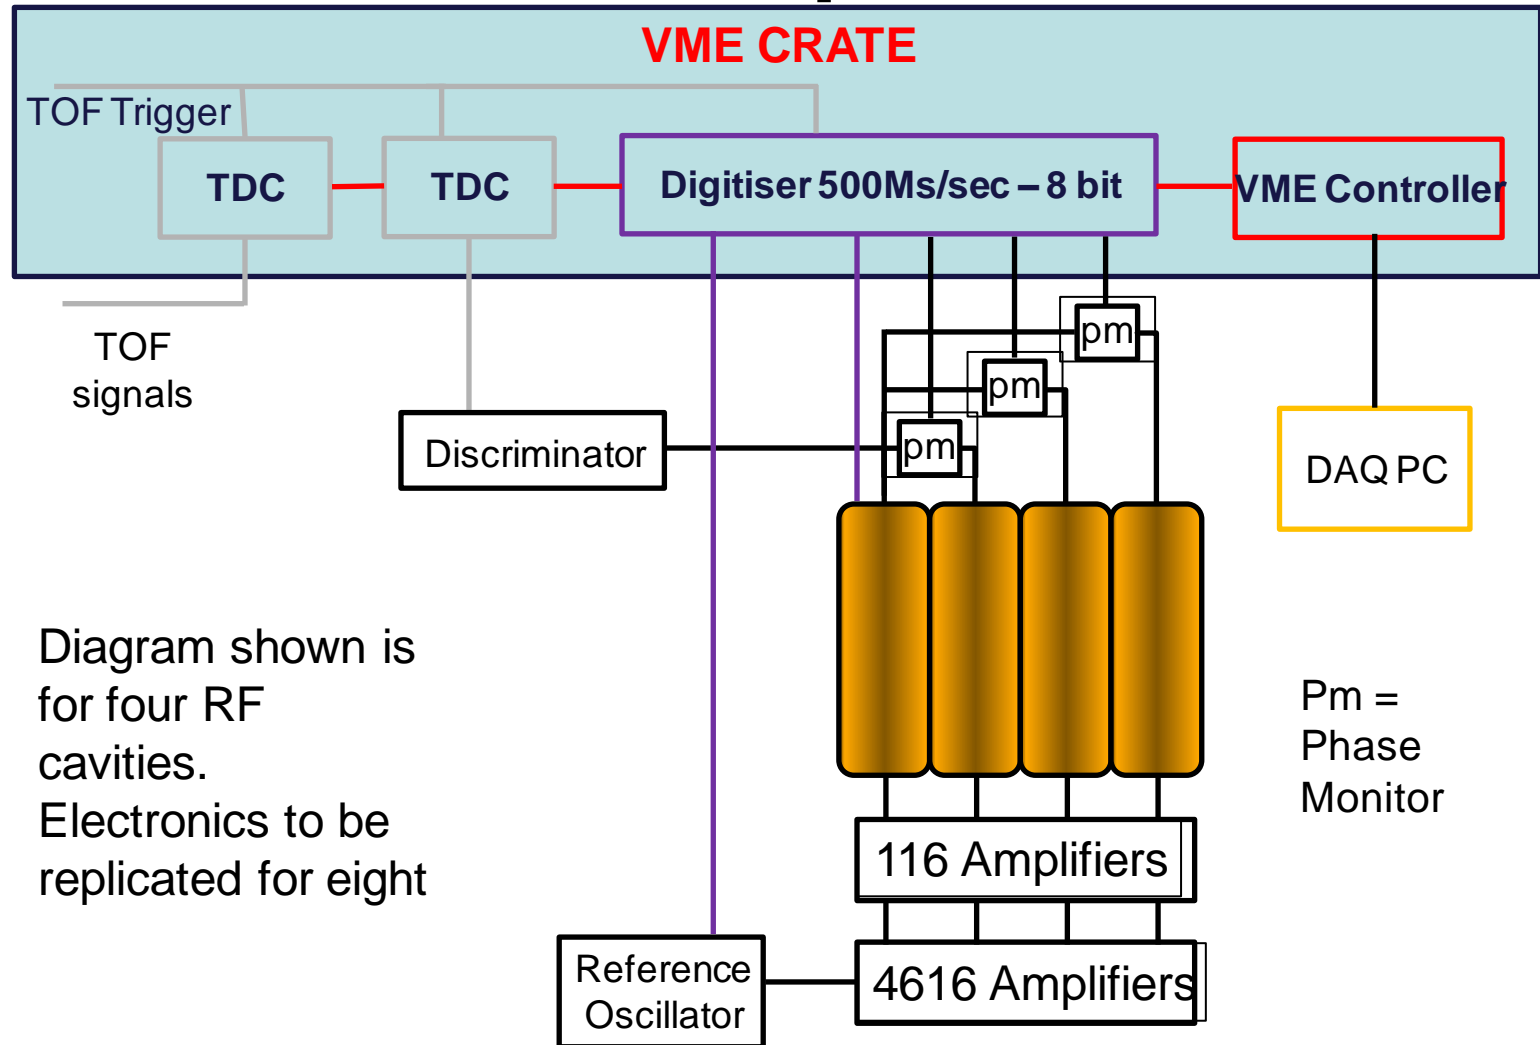 VME CRATE
TOF Trigger
TDC
TDC
Digitiser 500Ms/sec – 8 bit
VME Controller
TOF
signals
pm
pm
pm
Discriminator
DAQ PC
Diagram shown is
for four RF
cavities.
Electronics to be
replicated for eight
Pm =
Phase
Monitor
116 Amplifiers
Reference
Oscillator
4616 Amplifiers